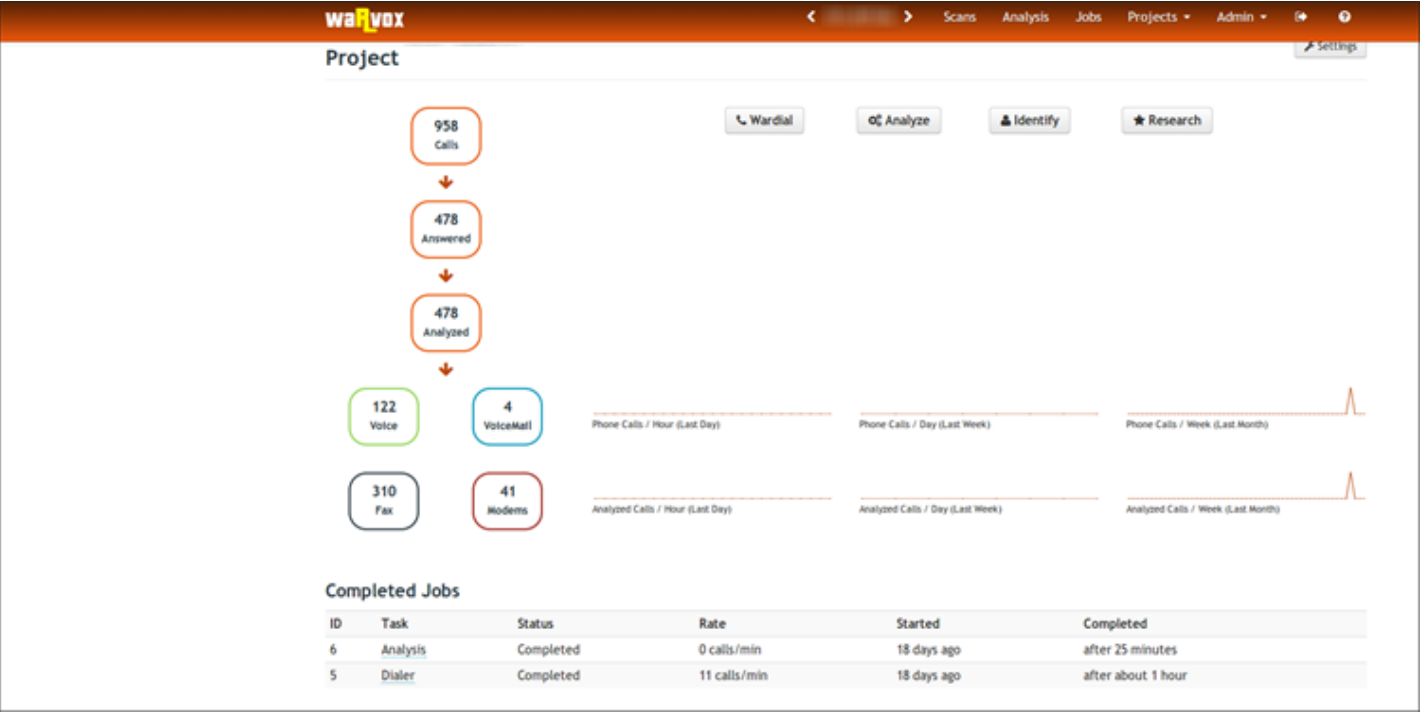 warvox
Scans Analysis Jobs Projects Admin
Project
Settings
958
Calls
Wardial Analyze Identify Research
478
Answered
478
Analyzed
122
Voice
4
VoiceMail
Phone Calls / Hour (Last Day) Phone Calls / Day (Last Week) Phone Calls / Week (Last Month)
310
Fax
41
Modems
Analyzed Calls / Hour (Last Day) Analyzed Calls / Day (Last Week) Analyzed Calls / Week (Last Month)
Completed Jobs
ID Task Status Rate Started Completed
6 Analysis Completed 0 calls/min 18 days ago after 25 minutes
5 Dialer Completed 11 calls/min 18 days ago after about 1 hour